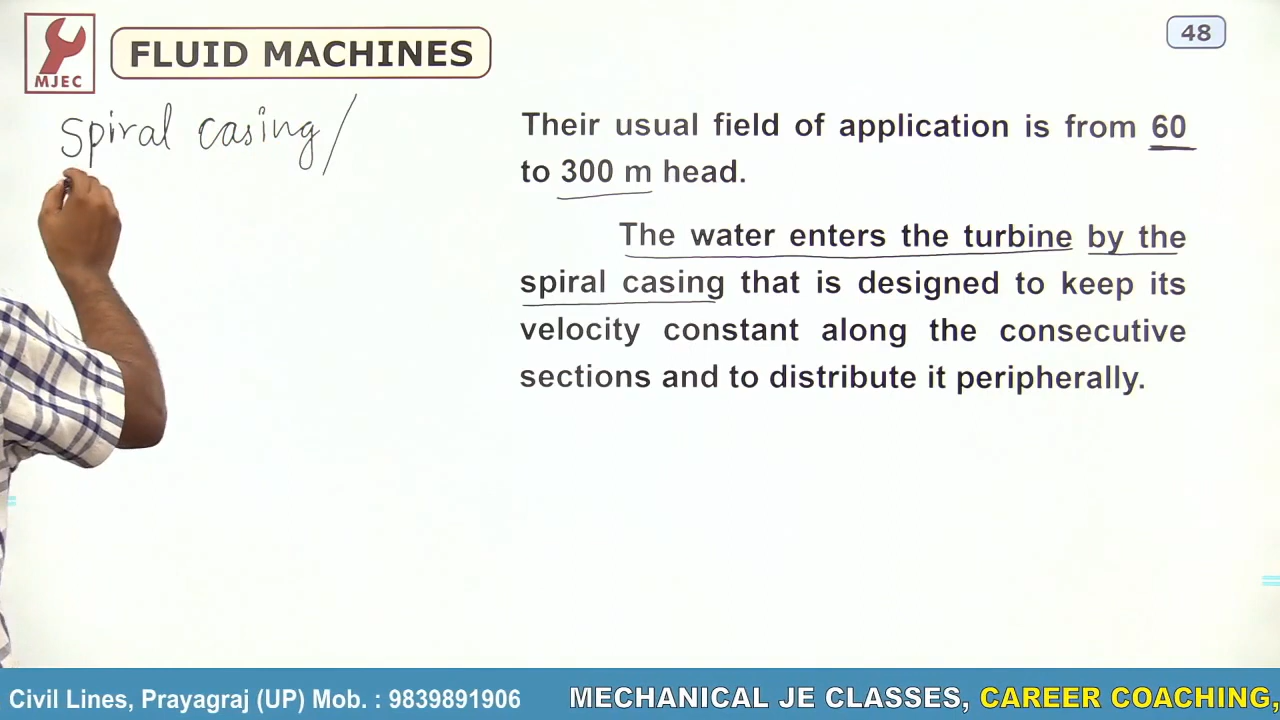 MJEC
FLUID MACHINES
48
Spiral casing/
Their usual field of application is from 60
to 300 m head.
The water enters the turbine by the
spiral casing that is designed to keep its
velocity constant along the consecutive
sections and to distribute it peripherally.
Civil Lines, Prayagraj (UP) Mob. : 9839891906
MECHANICAL JE CLASSES, CAREER COACHING,